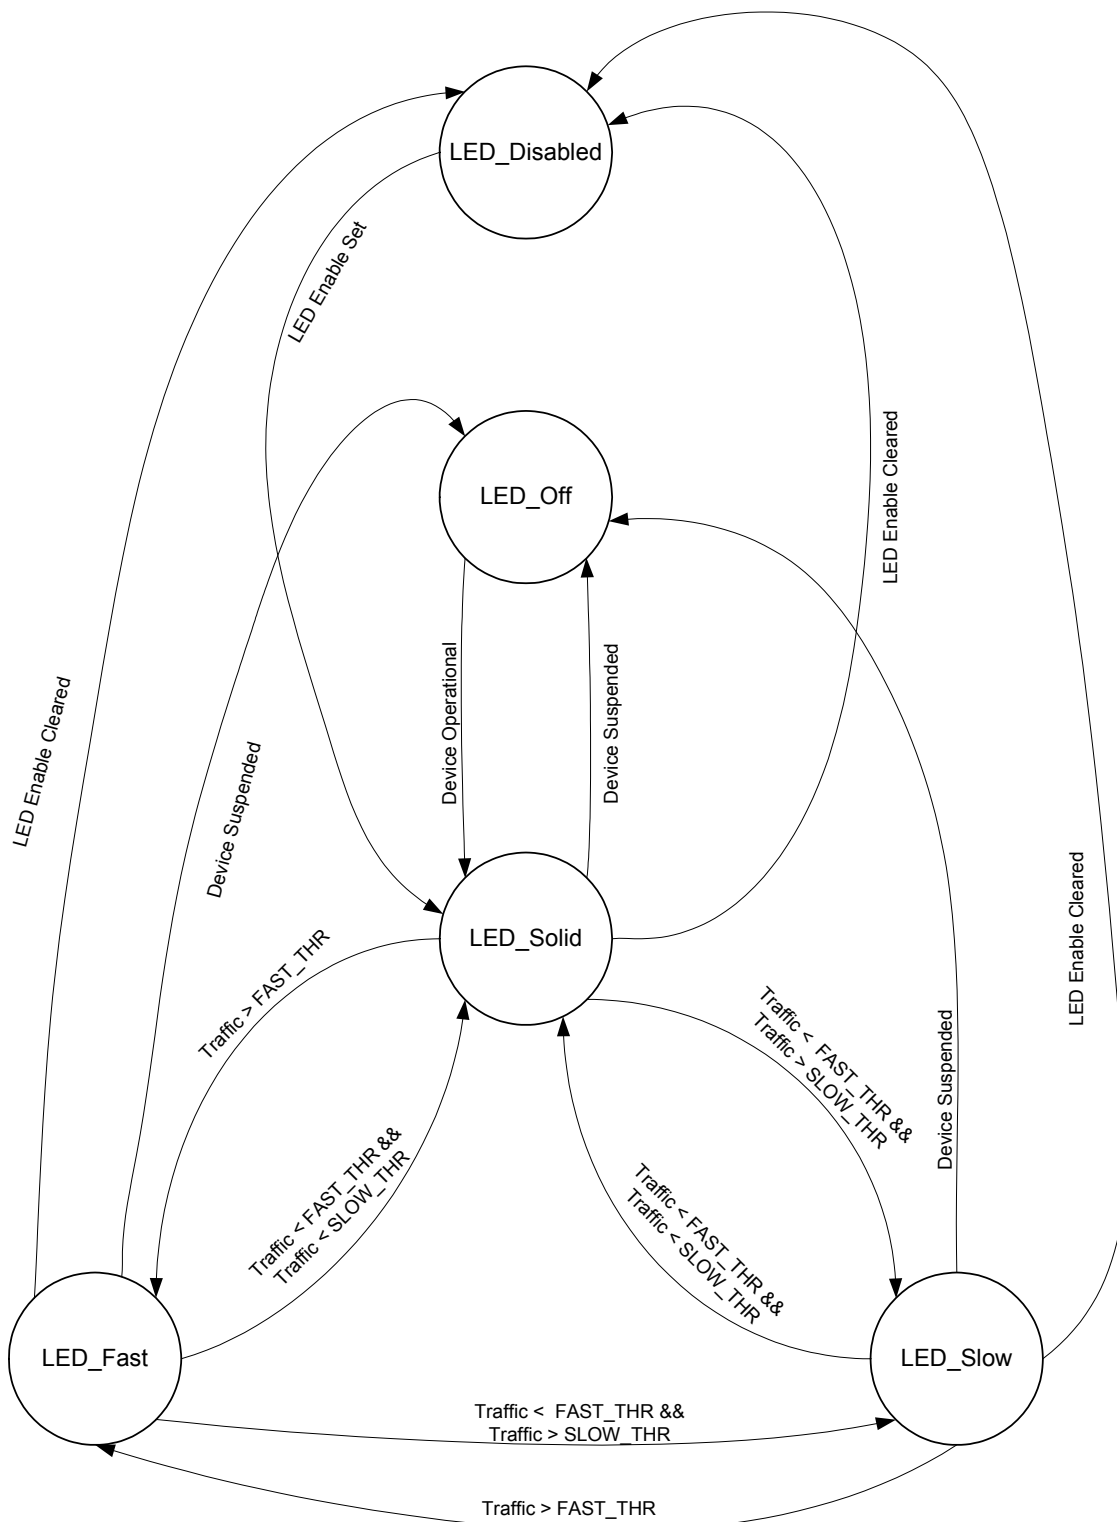 LED_Disabled
LED Enable Set
LED_Off
LED Enable Cleared
Device Operational
Device Suspended
LED Enable Cleared
Device Suspended
LED_Solid
LED Enable Cleared
Traffic > FAST_THR
Traffic <  FAST_THR &&
Traffic > SLOW_THR
Device Suspended
Traffic < FAST_THR &&
Traffic < SLOW_THR
Traffic < FAST_THR &&
Traffic < SLOW_THR
LED_Fast
LED_Slow
Traffic <  FAST_THR &&
Traffic > SLOW_THR
Traffic > FAST_THR